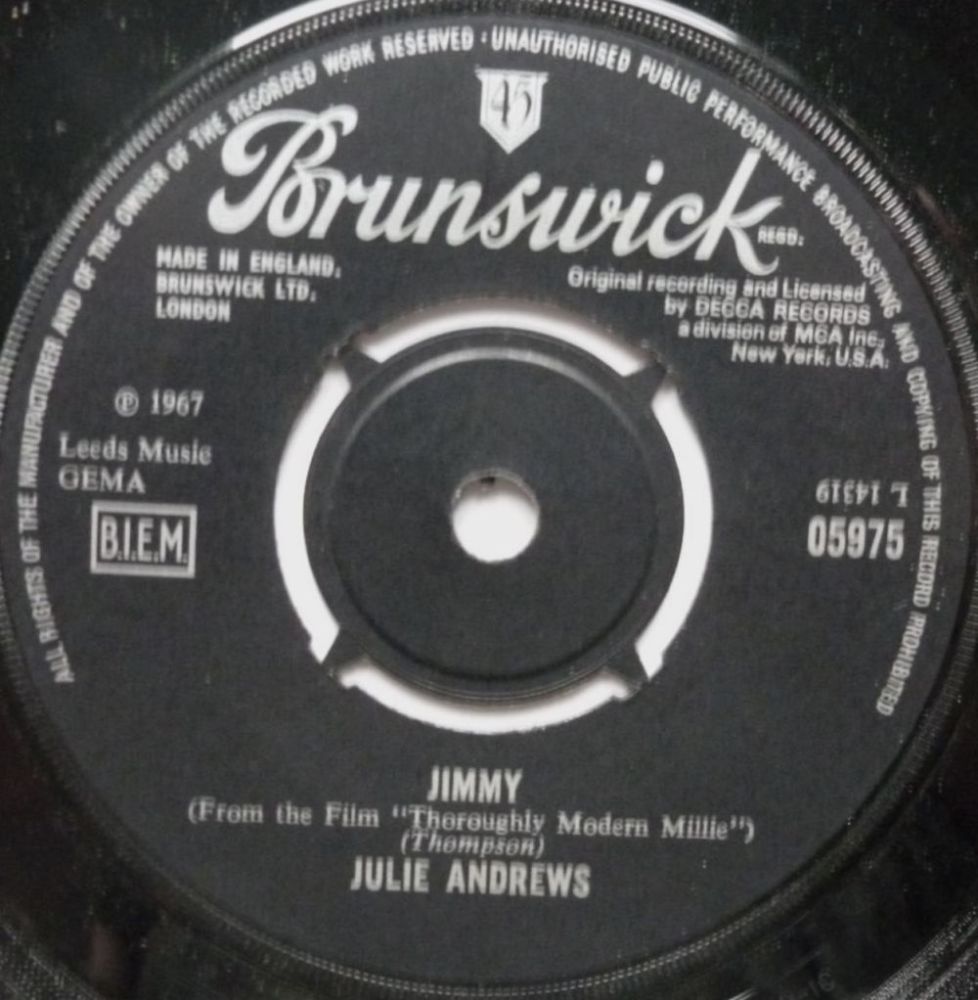 ALL RIGHTS OF THE MANUFACTURER AND OF THE OWNER OF THE RECORDED WORK RESERVED · UNAUTHORISED PUBLIC PERFORMANCE BROADCASTING AND COPYING OF THIS RECORD PROHIBITED
45
Brunswick
REGD.
MADE IN ENGLAND.
BRUNSWICK LTD.
LONDON
Original recording and Licensed
by DECCA RECORDS
a division of MCA Inc,
New York, U.S.A.
℗ 1967
Leeds Music
GEMA
B.I.E.M.
L 14319
05975
JIMMY
(From the Film "Thoroughly Modern Millie")
(Thompson)
JULIE ANDREWS